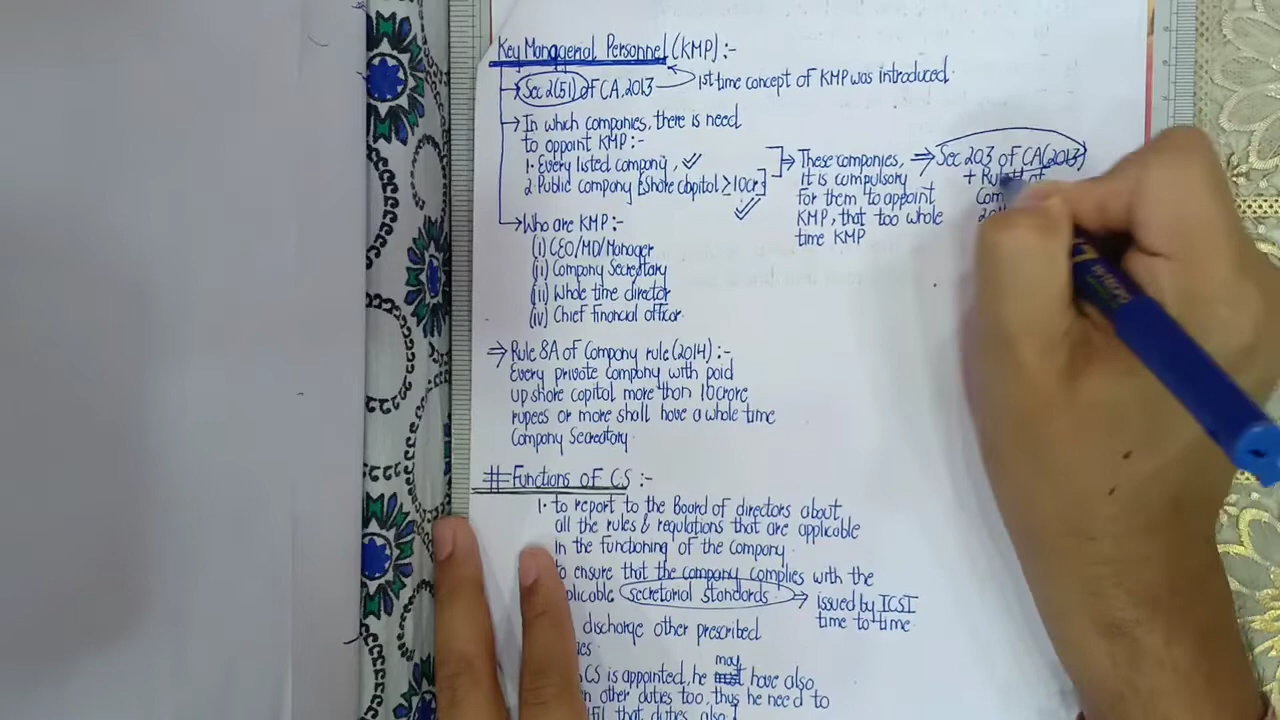 Key Managerial Personnel (KMP) :-
Sec 2(51) of CA, 2013 → 1st time concept of KMP was introduced.
→ In which companies, there is need
to appoint KMP :-
1. Every listed company,
2. Public company [share capital ≥ 10cr]
⇒ These companies,
It is compulsory
for them to appoint
KMP, that too whole
time KMP
⇒ Sec 203 of CA(2013)
+ of
→ Who are KMP :-
(i) CEO/MD/Manager
(ii) Company Secretary
(ii) Whole time director
(iv) Chief financial officer.
⇒ Rule 8A of Company rule (2014) :-
Every private company with paid
up share capital more than 10crore
rupees or more shall have a whole time
Company Secretary.
# Functions of CS :-
1. to report to the Board of directors about
all the rules & regulations that are applicable
in the functioning of the company.
to ensure that the company complies with the
secretarial standards → issued by ICSI
time to time.
discharge other prescribed
CS is appointed, he may have also
other duties too, thus he need to
that duties also